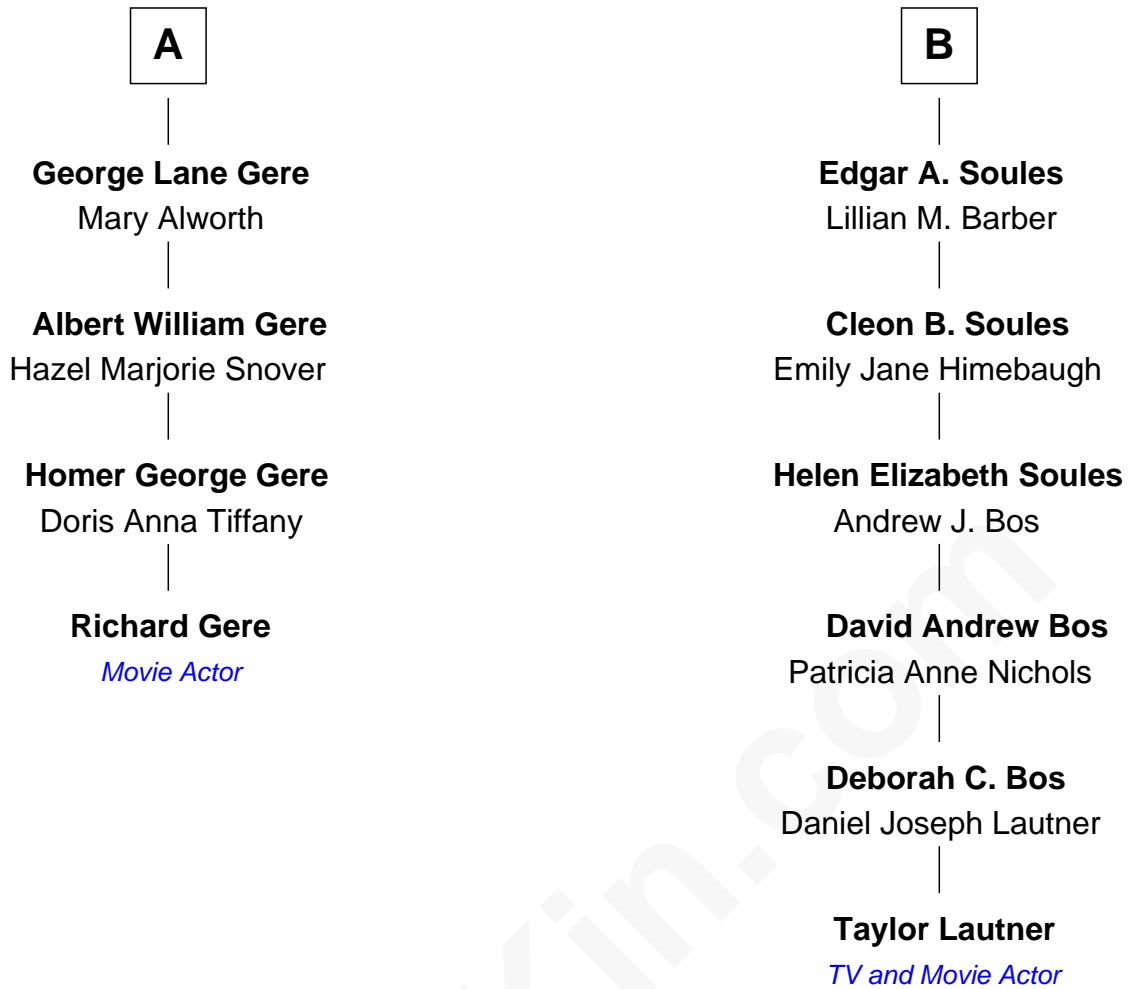 A
George Lane Gere
Mary Alworth
Albert William Gere
Hazel Marjorie Snover
Homer George Gere
Doris Anna Tiffany
Richard Gere
Movie Actor
B
Edgar A. Soules
Lillian M. Barber
Cleon B. Soules
Emily Jane Himebaugh
Helen Elizabeth Soules
Andrew J. Bos
David Andrew Bos
Patricia Anne Nichols
Deborah C. Bos
Daniel Joseph Lautner
Taylor Lautner
TV and Movie Actor
Kin.com